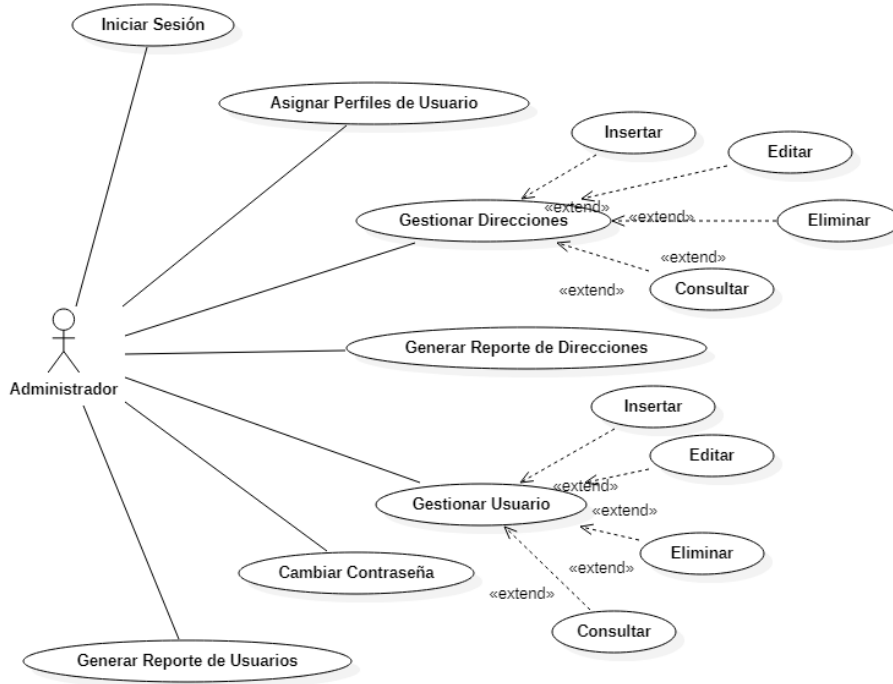 Iniciar Sesión
Asignar Perfiles de Usuario
Insertar
Editar
«extend»
Gestionar Direcciones
«extend»
Eliminar
«extend»
«extend»
Consultar
Generar Reporte de Direcciones
Administrador
Insertar
Editar
«extend»
Gestionar Usuario
«extend»
Eliminar
«extend»
Cambiar Contraseña
«extend»
Consultar
Generar Reporte de Usuarios